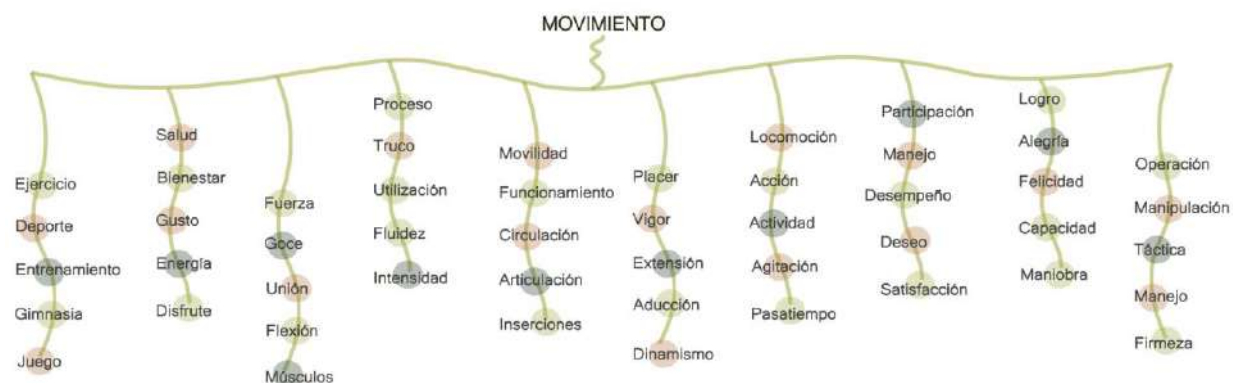 MOVIMIENTO
Ejercicio
Deporte
Entrenamiento
Gimnasia
Juego
Salud
Bienestar
Gusto
Energía
Disfrute
Fuerza
Goce
Unión
Flexión
Músculos
Proceso
Truco
Utilización
Fluidez
Intensidad
Movilidad
Funcionamiento
Circulación
Articulación
Inserciones
Placer
Vigor
Extensión
Aducción
Dinamismo
Locomoción
Acción
Actividad
Agitación
Pasatiempo
Participación
Manejo
Desempeño
Deseo
Satisfacción
Logro
Alegría
Felicidad
Capacidad
Maniobra
Operación
Manipulación
Táctica
Manejo
Firmeza